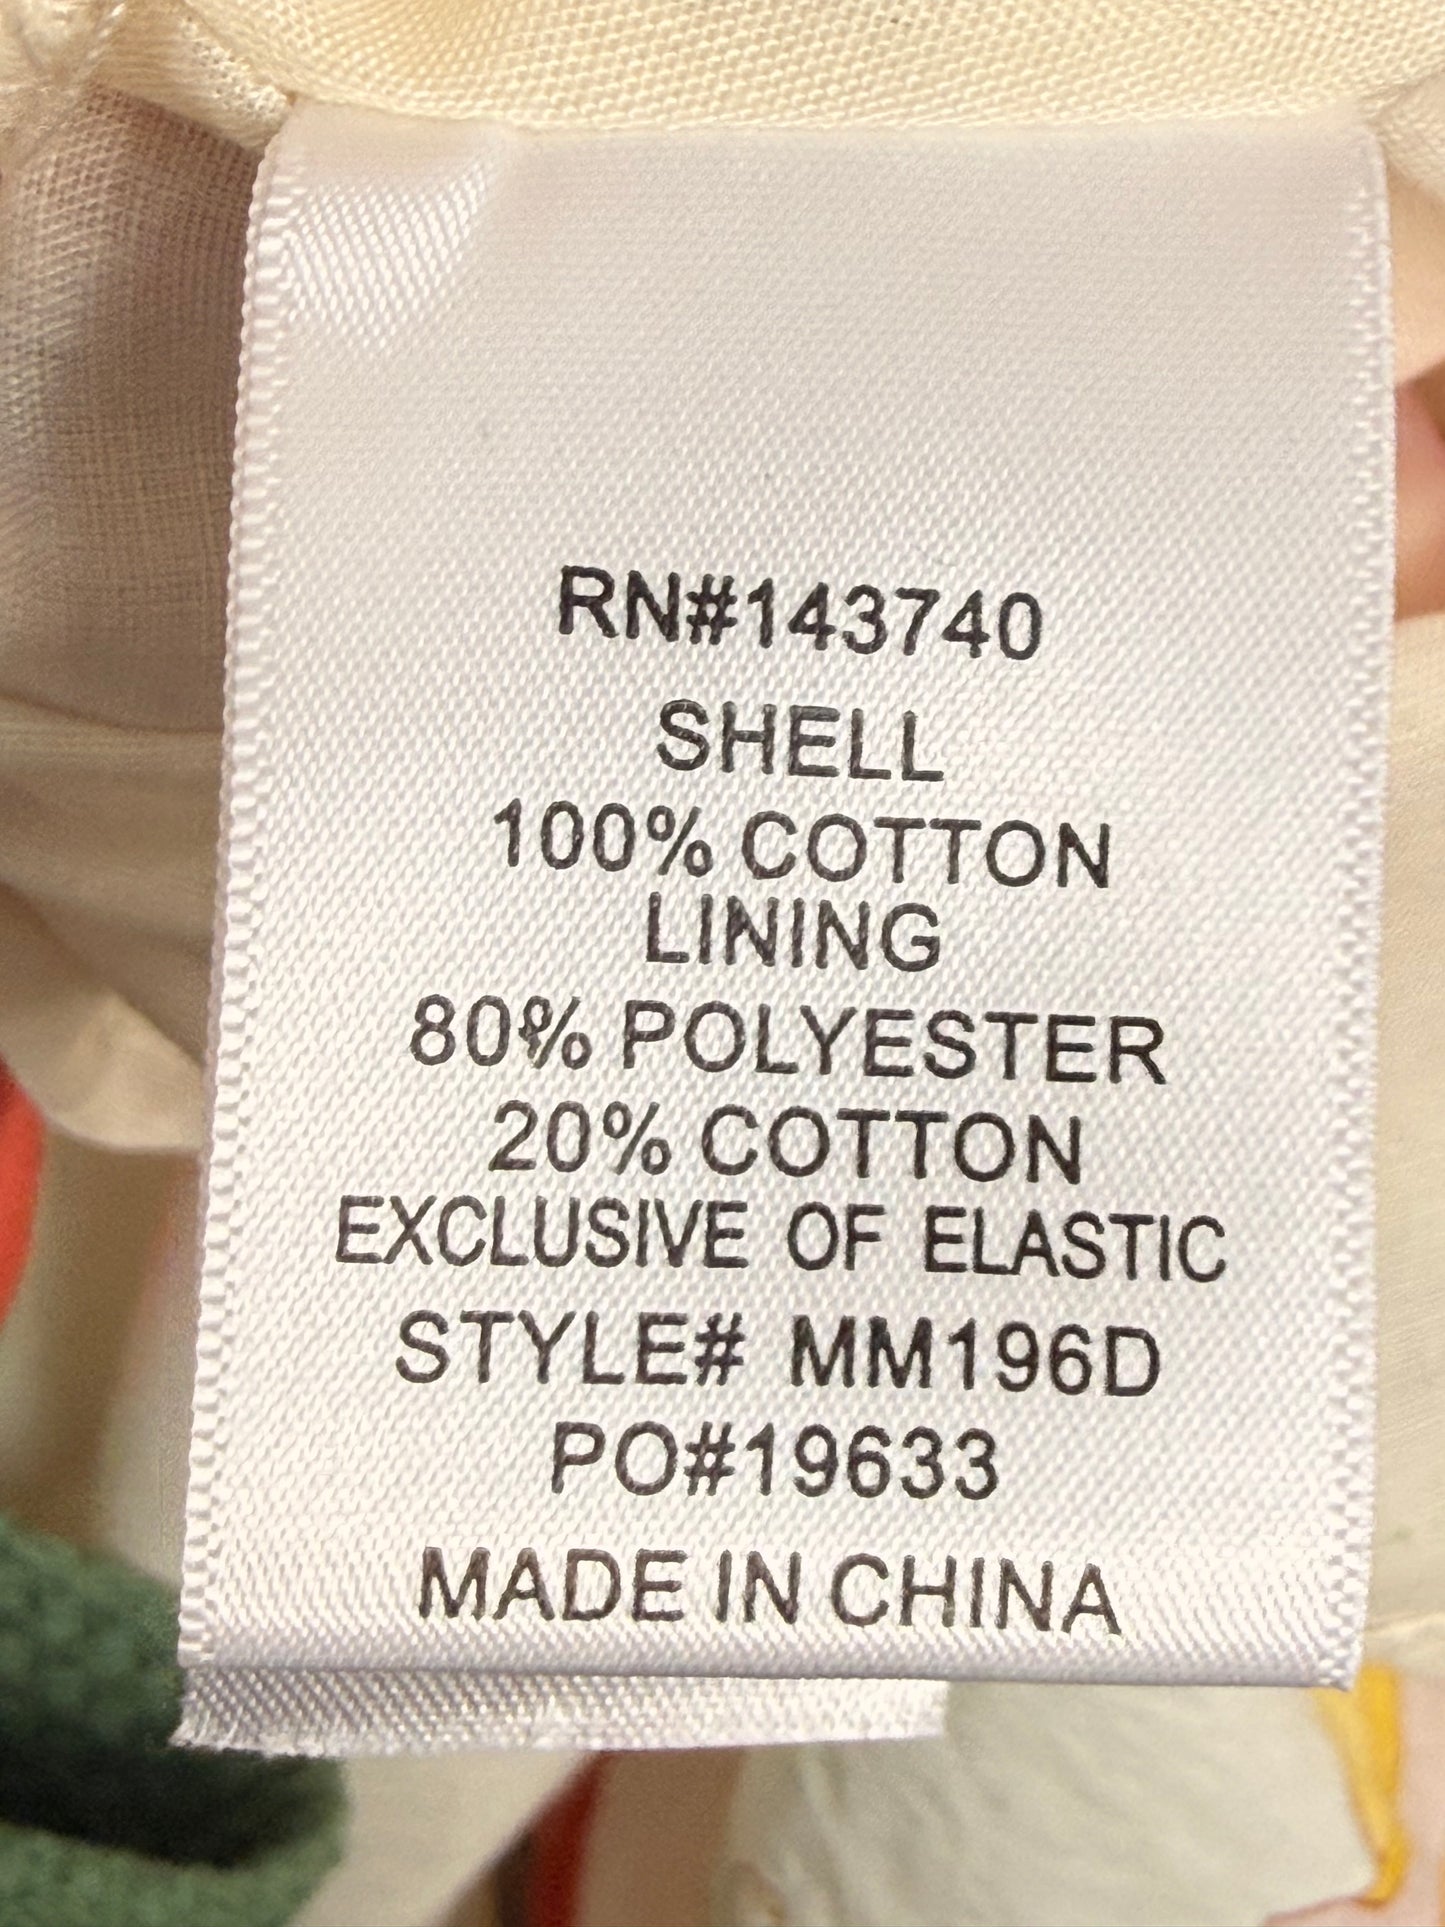 RN#143740
SHELL
100% COTTON
LINING
80% POLYESTER
20% COTTON
EXCLUSIVE OF ELASTIC
STYLE# MM196D
PO#19633
MADE IN CHINA